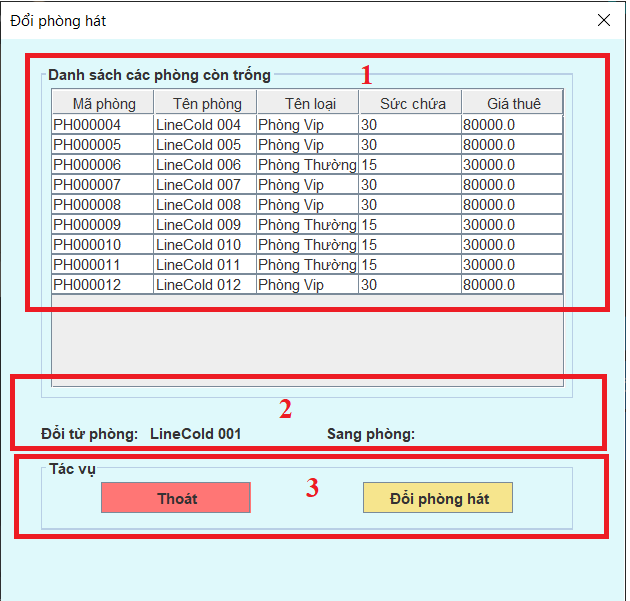 Đổi phòng hát
Danh sách các phòng còn trống 1
Mã phòng Tên phòng Tên loại Sức chứa Giá thuê
PH000004 LineCold 004 Phòng Vip 30 80000.0
PH000005 LineCold 005 Phòng Vip 30 80000.0
PH000006 LineCold 006 Phòng Thường 15 30000.0
PH000007 LineCold 007 Phòng Vip 30 80000.0
PH000008 LineCold 008 Phòng Vip 30 80000.0
PH000009 LineCold 009 Phòng Thường 15 30000.0
PH000010 LineCold 010 Phòng Thường 15 30000.0
PH000011 LineCold 011 Phòng Thường 15 30000.0
PH000012 LineCold 012 Phòng Vip 30 80000.0
2
Đổi từ phòng: LineCold 001 Sang phòng:
Tác vụ
Thoát 3 Đổi phòng hát